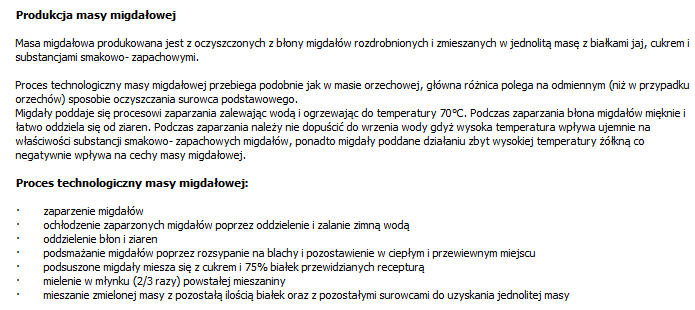 Produkcja masy migdałowej
Masa migdałowa produkowana jest z oczyszczonych z błony migdałów rozdrobnionych i zmieszanych w jednolitą masę z białkami jaj, cukrem i
substancjami smakowo- zapachowymi.
Proces technologiczny masy migdałowej przebiega podobnie jak w masie orzechowej, główna różnica polega na odmiennym (niż w przypadku
orzechów) sposobie oczyszczania surowca podstawowego.
Migdały poddaje się procesowi zaparzania zalewając wodą i ogrzewając do temperatury 70°C. Podczas zaparzania błona migdałów mięknie i
łatwo oddziela się od ziaren. Podczas zaparzania należy nie dopuścić do wrzenia wody gdyż wysoka temperatura wpływa ujemnie na
właściwości substancji smakowo- zapachowych migdałów, ponadto migdały poddane działaniu zbyt wysokiej temperatury żółkną co
negatywnie wpływa na cechy masy migdałowej.
Proces technologiczny masy migdałowej:
· zaparzenie migdałów
· ochłodzenie zaparzonych migdałów poprzez oddzielenie i zalanie zimną wodą
· oddzielenie błon i ziaren
· podsmażanie migdałów poprzez rozsypanie na blachy i pozostawienie w ciepłym i przewiewnym miejscu
· podsuszone migdały miesza się z cukrem i 75% białek przewidzianych recepturą
· mielenie w młynku (2/3 razy) powstałej mieszaniny
· mieszanie zmielonej masy z pozostałą ilością białek oraz z pozostałymi surowcami do uzyskania jednolitej masy